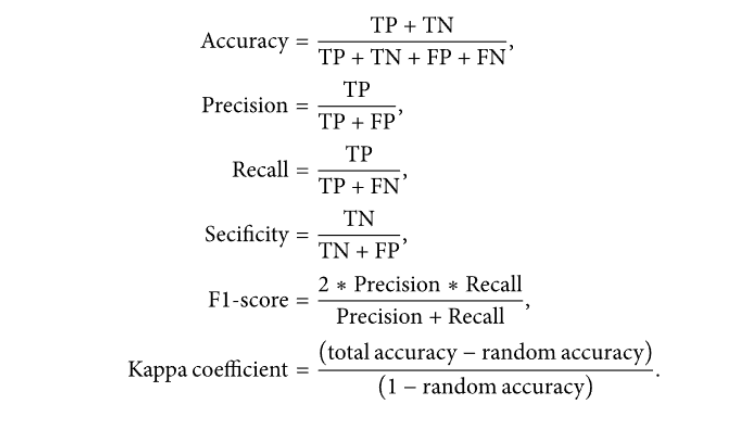 Accuracy = TP + TN / TP + TN + FP + FN,
Precision = TP / TP + FP,
Recall = TP / TP + FN,
Secificity = TN / TN + FP,
F1-score = 2 * Precision * Recall / Precision + Recall,
Kappa coefficient = (total accuracy − random accuracy) / (1 − random accuracy).